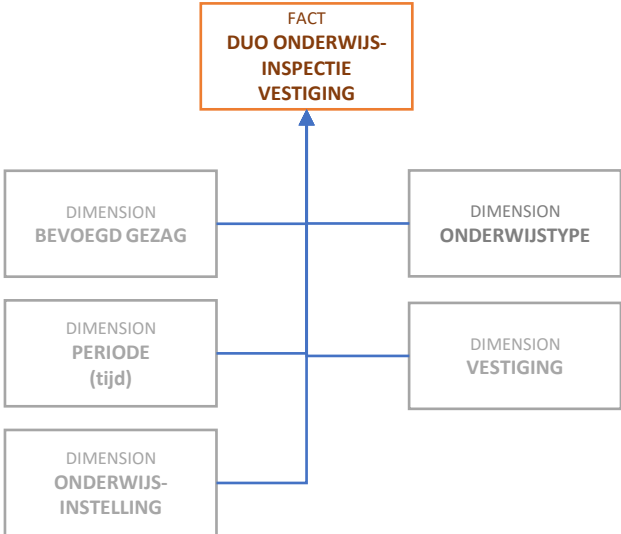 FACT
DUO ONDERWIJS-
INSPECTIE
VESTIGING
DIMENSION
BEVOEGD GEZAG
DIMENSION
ONDERWIJSTYPE
DIMENSION
PERIODE
(tijd)
DIMENSION
VESTIGING
DIMENSION
ONDERWIJS-
INSTELLING